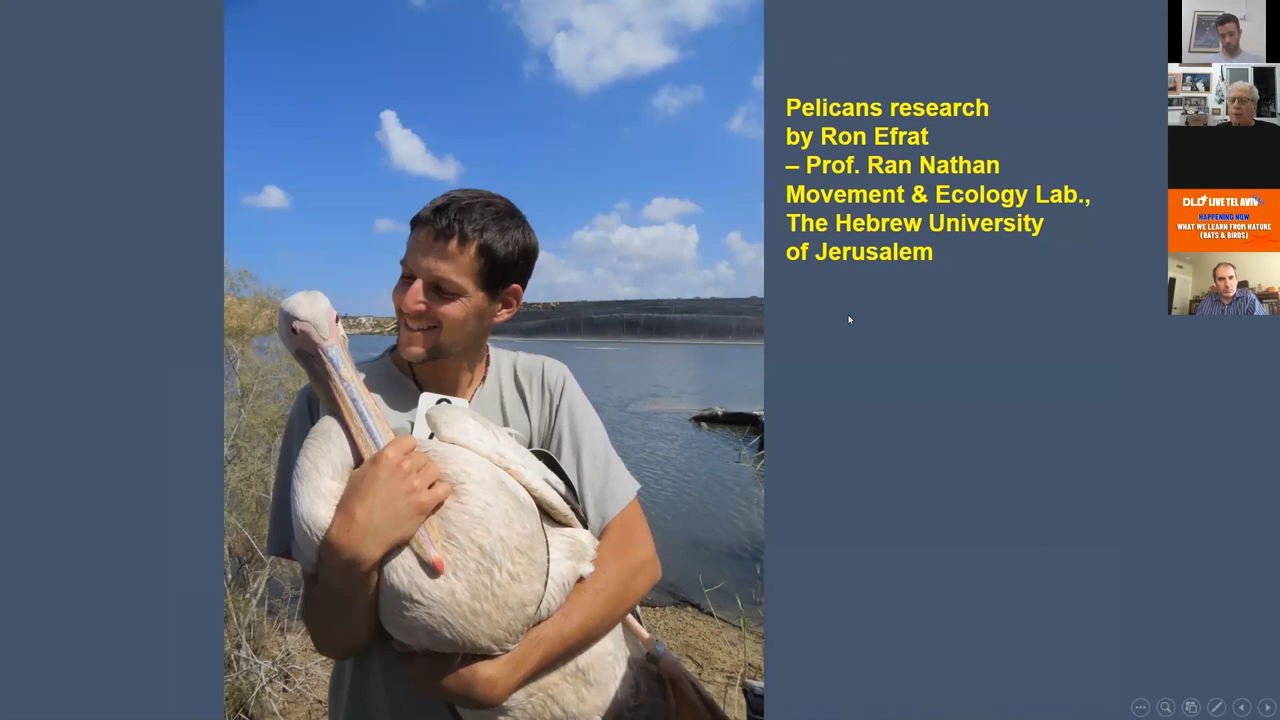 Pelicans research
by Ron Efrat
– Prof. Ran Nathan
Movement & Ecology Lab.,
The Hebrew University
of Jerusalem
DLD LIVE TEL AVIV
HAPPENING NOW
WHAT WE LEARN FROM NATURE
(BATS & BIRDS)